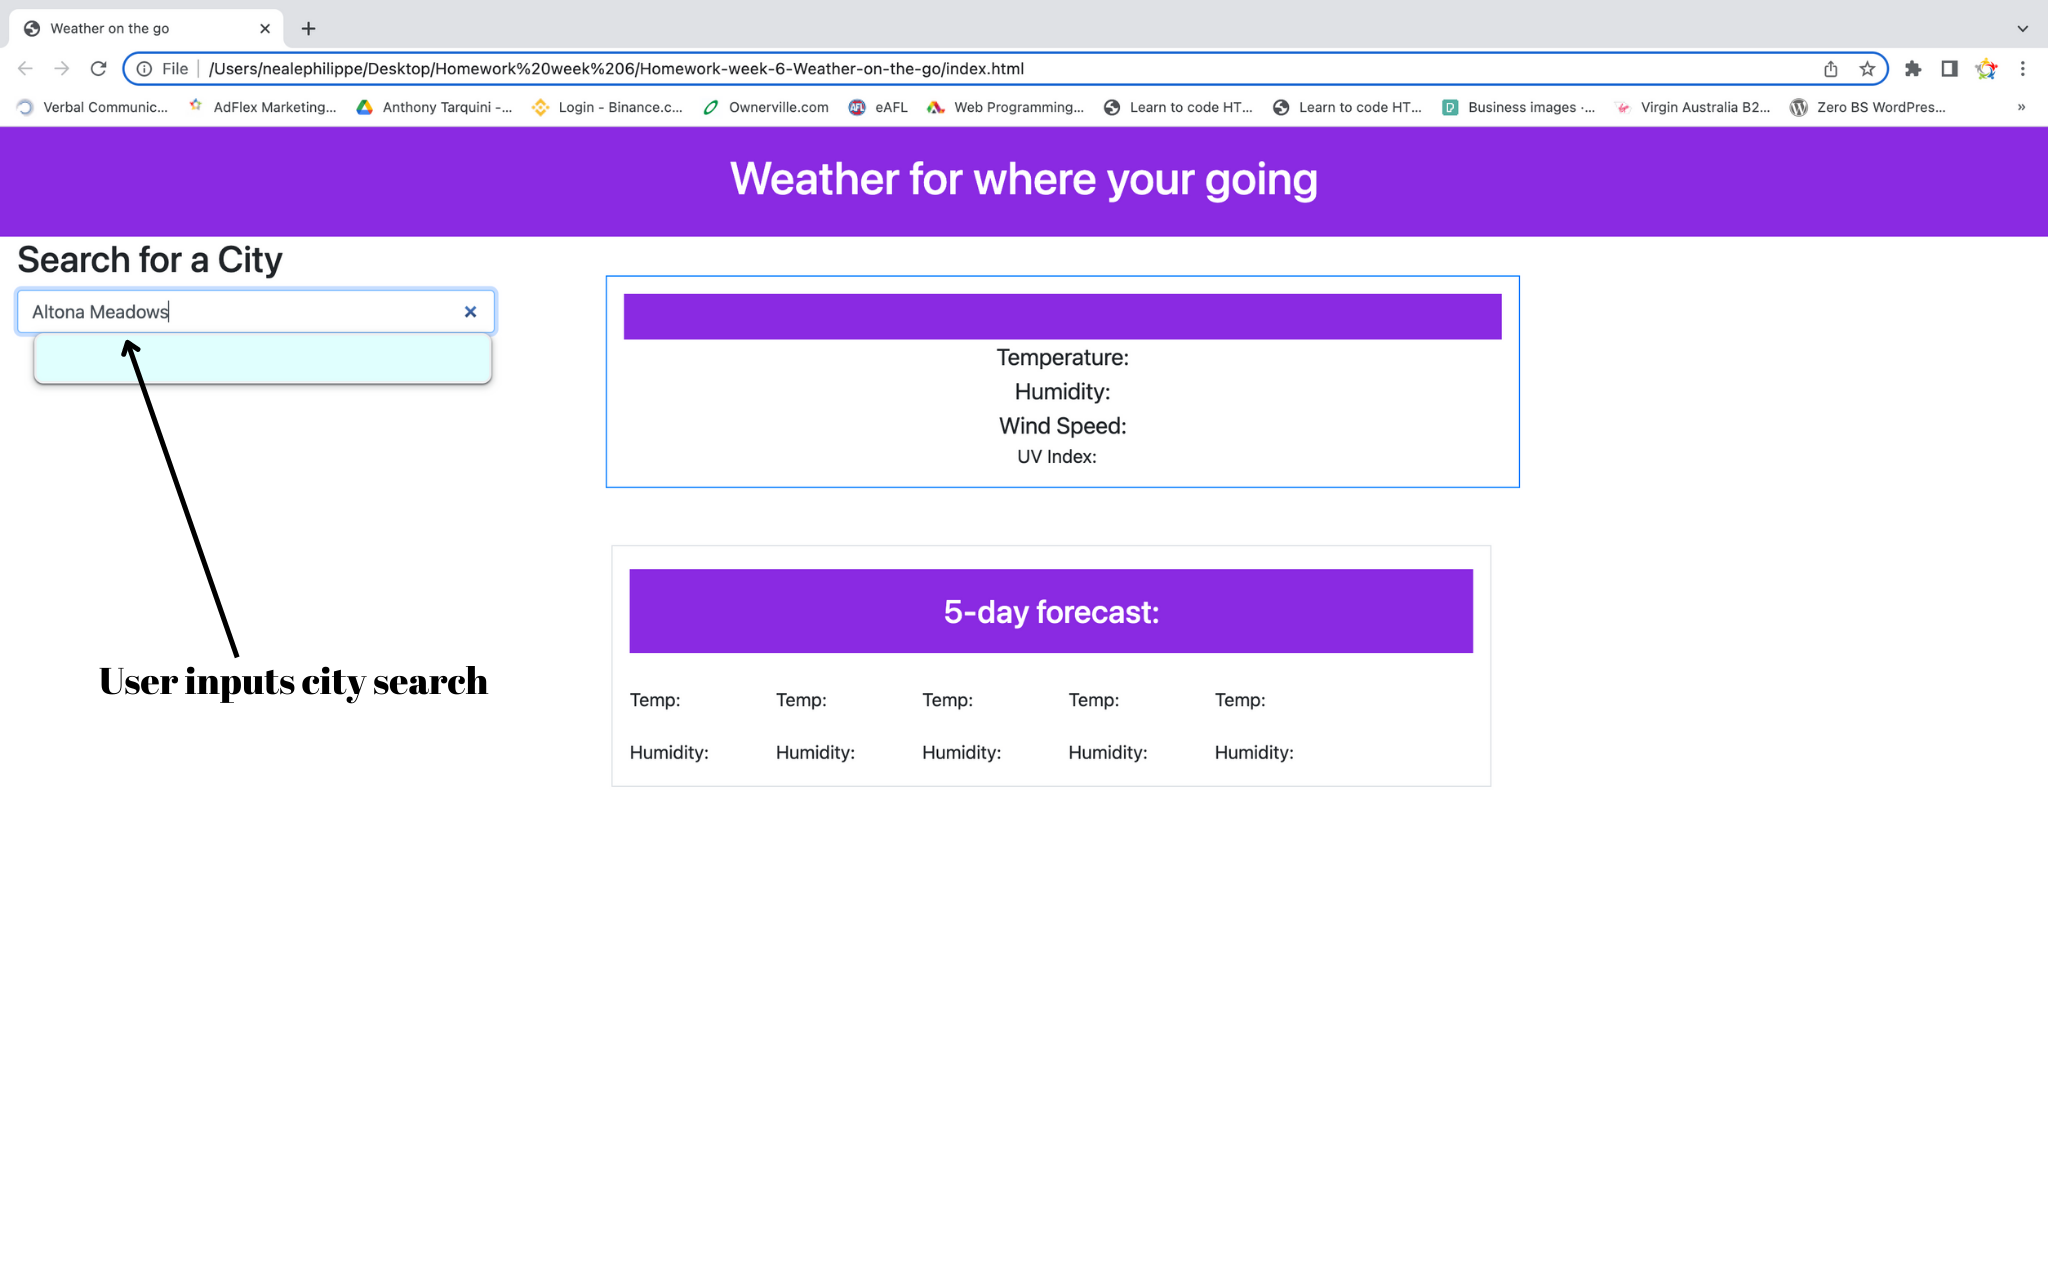 Weather on the go
File /Users/nealephilippe/Desktop/Homework%20week%206/Homework-week-6-Weather-on-the-go/index.html
Verbal Communic... AdFlex Marketing... Anthony Tarquini -... Login - Binance.c... Ownerville.com AFL eAFL Web Programming... Learn to code HT... Learn to code HT... Business images ·... Virgin Australia B2... Zero BS WordPres... »
Weather for where your going
Search for a City
Altona Meadows
User inputs city search
Temperature:
Humidity:
Wind Speed:
UV Index:
5-day forecast:
Temp: Temp: Temp: Temp: Temp:
Humidity: Humidity: Humidity: Humidity: Humidity: